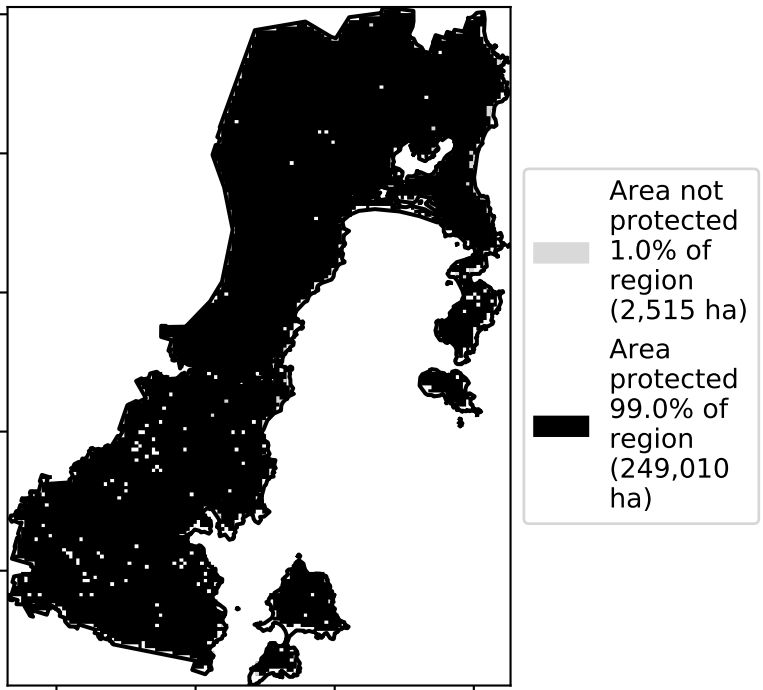 Area not
protected
1.0% of
region
(2,515 ha)
Area
protected
99.0% of
region
(249,010
ha)